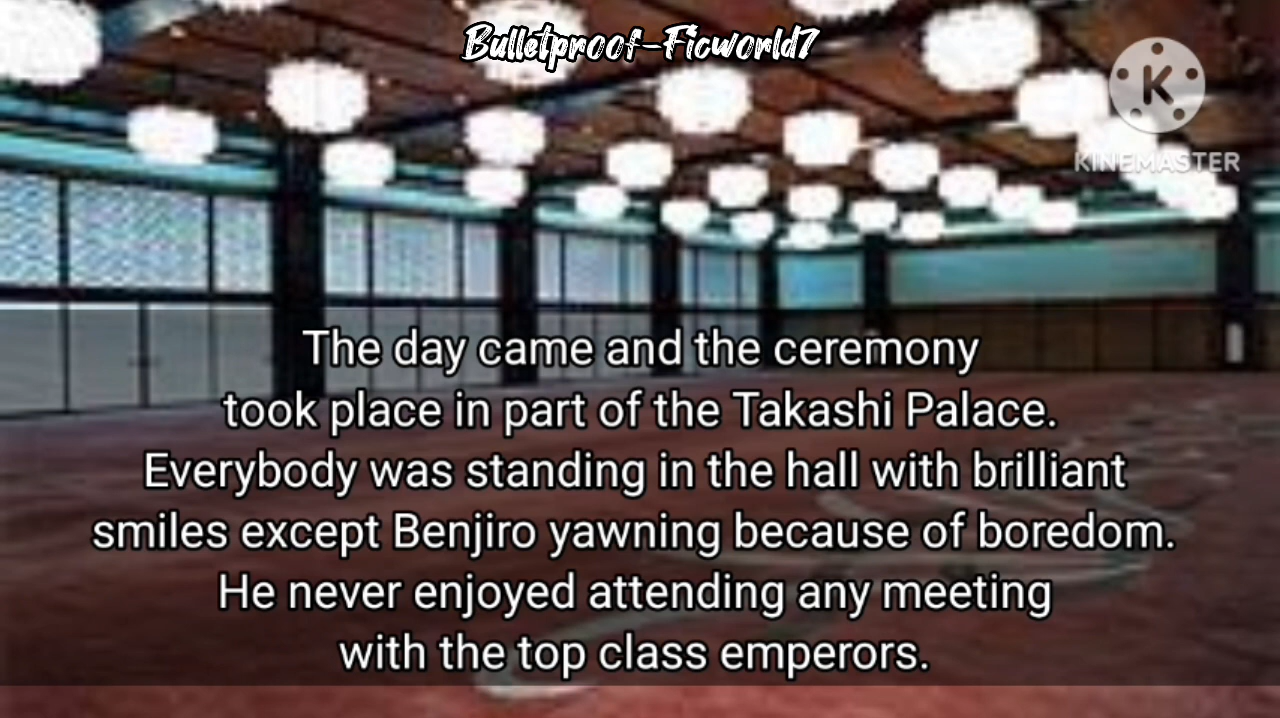 Bulletproof-Ficworld7
K
KINEMASTER
The day came and the ceremony
took place in part of the Takashi Palace.
Everybody was standing in the hall with brilliant
smiles except Benjiro yawning because of boredom.
He never enjoyed attending any meeting
with the top class emperors.